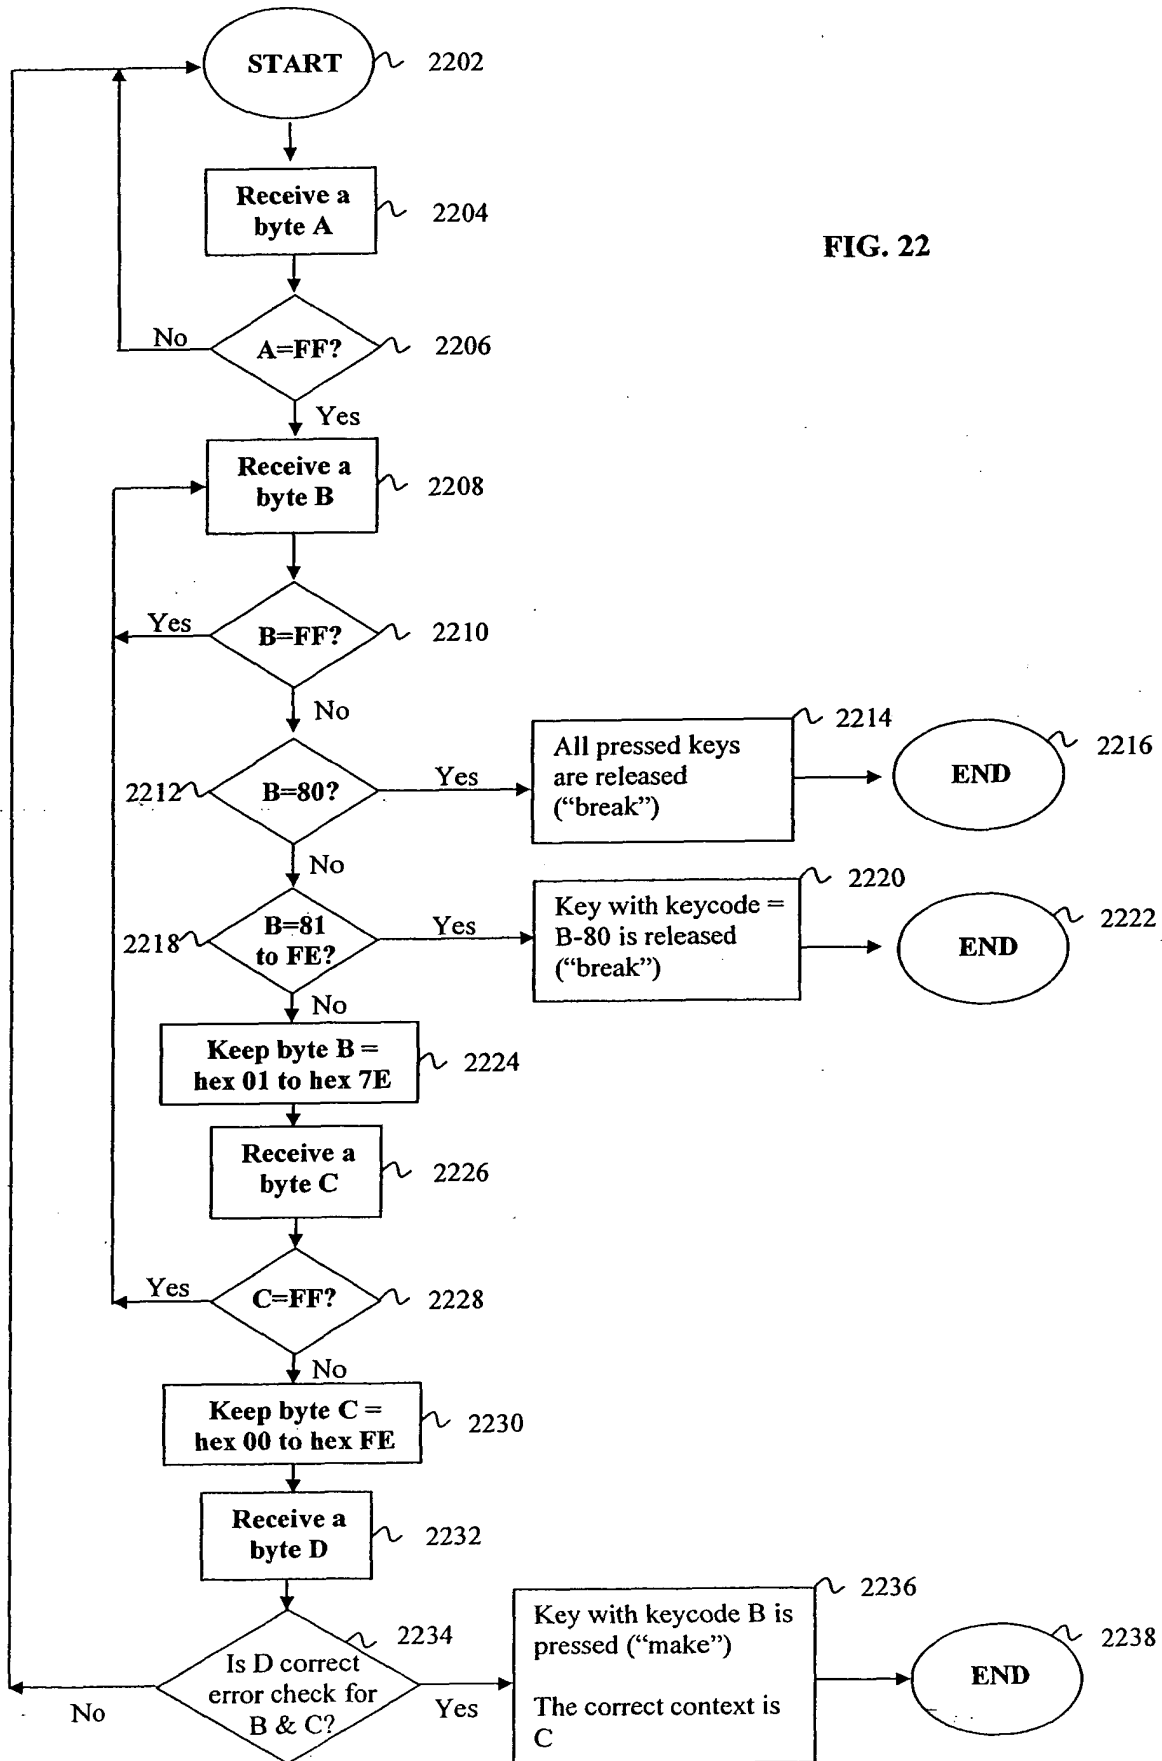 START
2202
Receive a
byte A
2204
FIG. 22
No
A=FF?
2206
Yes
Receive a
byte B
2208
Yes
B=FF?
2210
No
2212
B=80?
Yes
All pressed keys
are released
(“break”)
2214
END
2216
No
2218
B=81
to FE?
Yes
Key with keycode =
B-80 is released
(“break”)
2220
END
2222
No
Keep byte B =
hex 01 to hex 7E
2224
Receive a
byte C
2226
Yes
C=FF?
2228
No
Keep byte C =
hex 00 to hex FE
2230
Receive a
byte D
2232
Is D correct
error check for
B & C?
2234
No
Yes
Key with keycode B is
pressed (“make”)
The correct context is
C
2236
END
2238